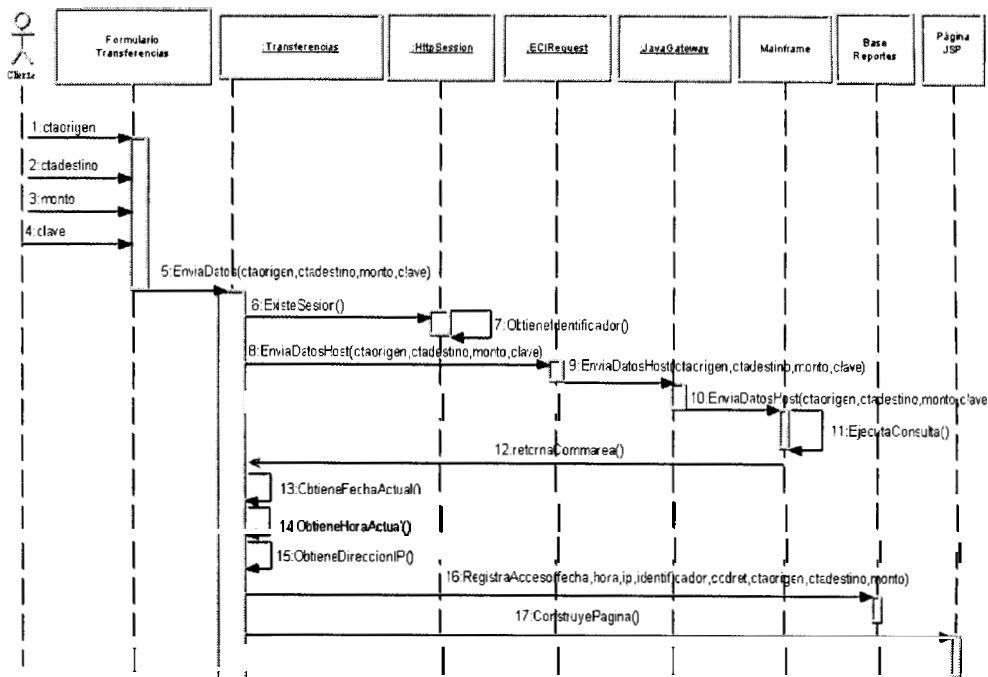 Cliente
Formulario
Transferencias
:Transferencias
:HttpSession
:ECIRequest
:JavaGateway
Mainframe
Base
Reportes
Página
JSP
1:ctaorigen
2:ctadestino
3:monto
4:clave
5:EnviaDatos(ctaorigen,ctadestino,monto,clave)
6:ExisteSesion()
7:ObtieneIdentificador()
8:EnviaDatosHost(ctaorigen,ctadestino,monto,clave)
9:EnviaDatosHost(ctaorigen,ctadestino,monto,clave)
10:EnviaDatosHost(ctaorigen,ctadestino,monto,clave
11:EjecutaConsulta()
12:retornaCommarea()
13:ObtieneFechaActual()
14:ObtieneHoraActual()
15:ObtieneDireccionIP()
16:RegistraAcceso(fecha,hora,ip,identificador,codret,ctaorigen,ctadestino,monto)
17:ConstruyePagina()